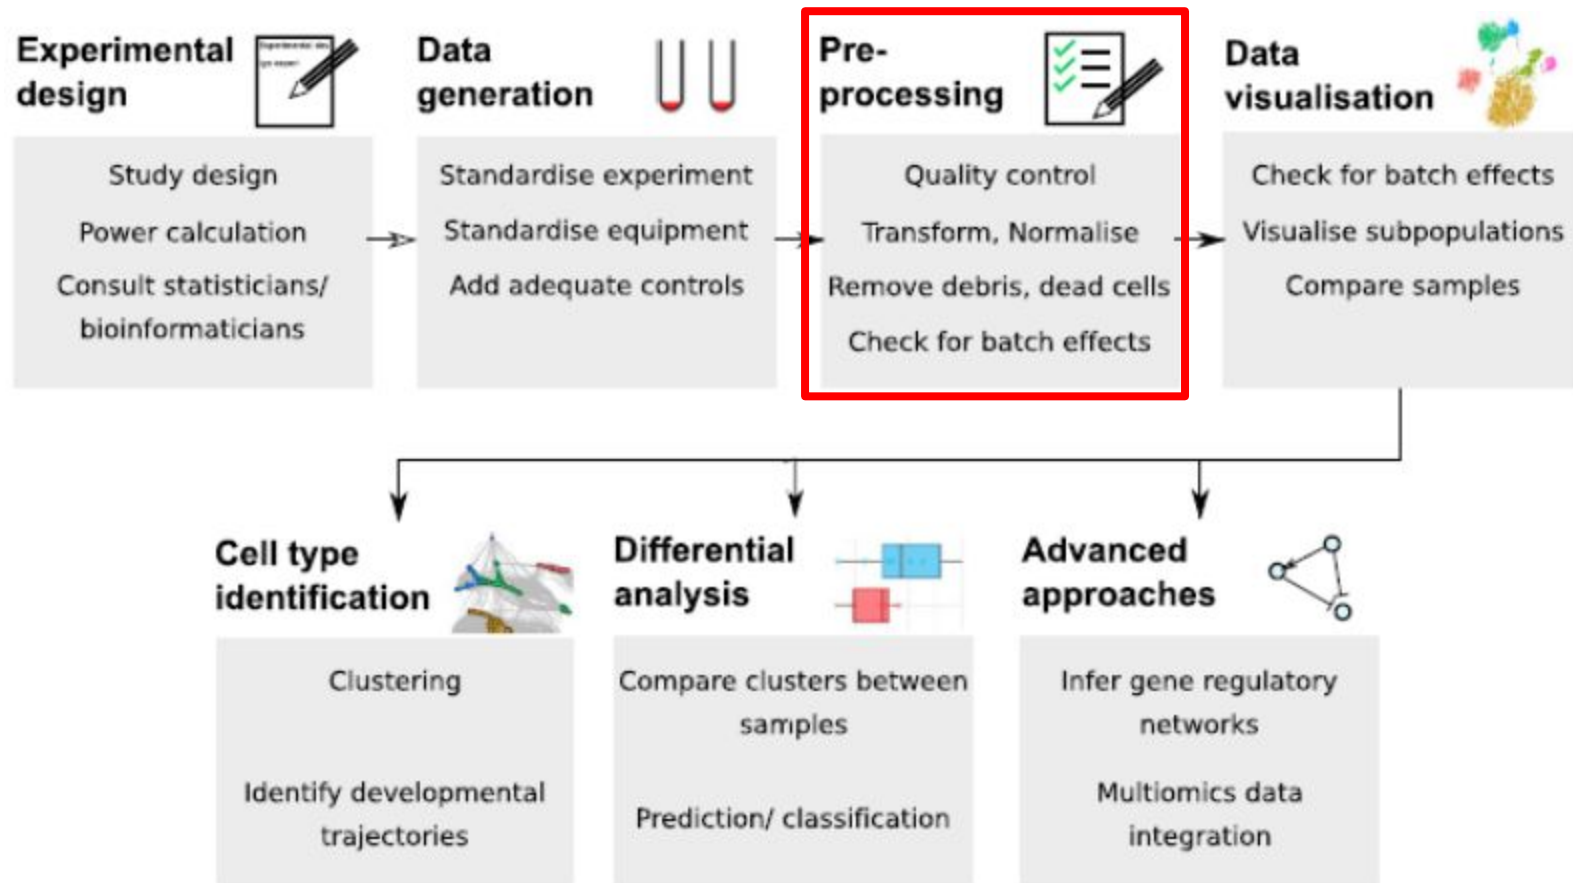 Experimental
design
Study design
Power calculation
Consult statisticians/
bioinformaticians
Data
generation
Standardise experiment
Standardise equipment
Add adequate controls
Pre-
processing
Quality control
Transform, Normalise
Remove debris, dead cells
Check for batch effects
Data
visualisation
Check for batch effects
Visualise subpopulations
Compare samples
Cell type
identification
Clustering
Identify developmental
trajectories
Differential
analysis
Compare clusters between
samples
Prediction/ classification
Advanced
approaches
Infer gene regulatory
networks
Multiomics data
integration